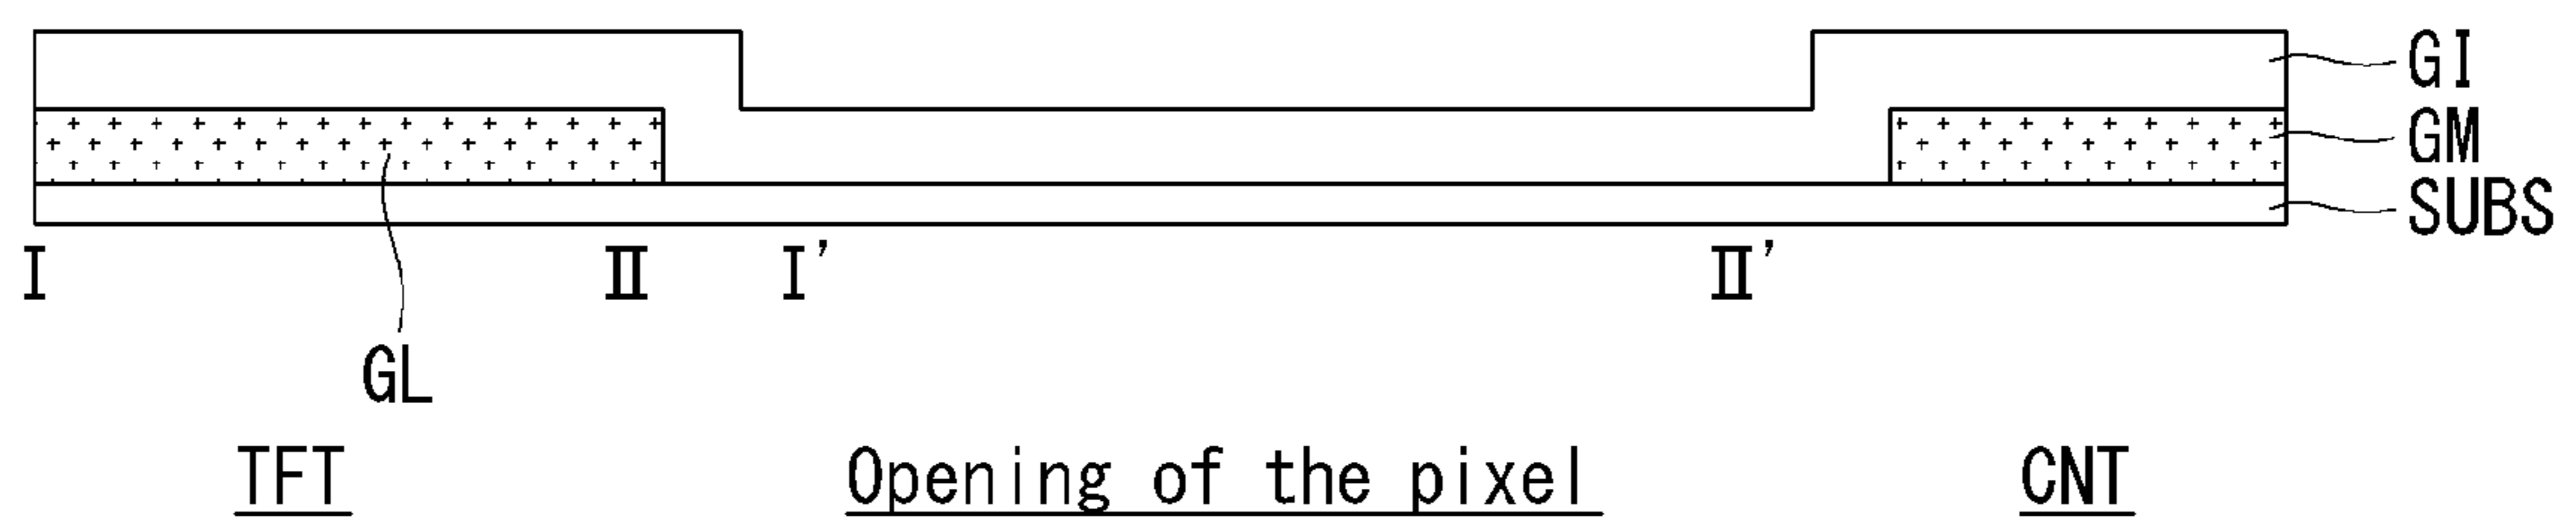 GI
GM
SUBS
I II I' II'
GL
TFT Opening of the pixel CNT